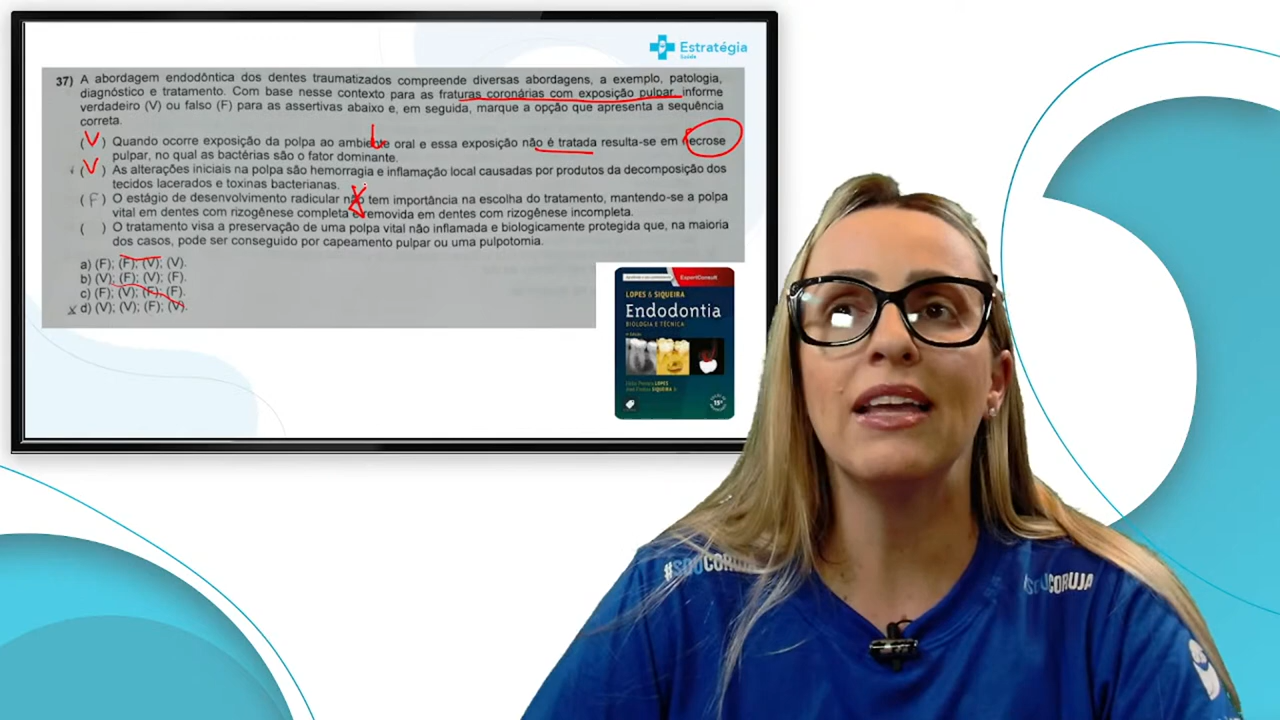 Estratégia
Saúde
37) A abordagem endodôntica dos dentes traumatizados compreende diversas abordagens, a exemplo, patologia,
diagnóstico e tratamento. Com base nesse contexto para as fraturas coronárias com exposição pulpar informe
verdadeiro (V) ou falso (F) para as assertivas abaixo e, em seguida, marque a opção que apresenta a sequência
correta.
(V) Quando ocorre exposição da polpa ao ambiente oral e essa exposição não é tratada resulta-se em necrose
pulpar, no qual as bactérias são o fator dominante.
(V) As alterações iniciais na polpa são hemorragia e inflamação local causadas por produtos da decomposição dos
tecidos lacerados e toxinas bacterianas.
(F) O estágio de desenvolvimento radicular não tem importância na escolha do tratamento, mantendo-se a polpa
vital em dentes com rizogênese completa e removida em dentes com rizogênese incompleta.
( ) O tratamento visa a preservação de uma polpa vital não inflamada e biologicamente protegida que, na maioria
dos casos, pode ser conseguido por capeamento pulpar ou uma pulpotomia.
a) (F); (F); (V); (V).
b) (V); (F); (V); (F).
c) (F); (V); (F); (F).
x d) (V); (V); (F); (V).
ExpertConsult
LOPES & SIQUEIRA
Endodontia
BIOLOGIA E TÉCNICA
#SOUCORUJA
#SOUCORUJA